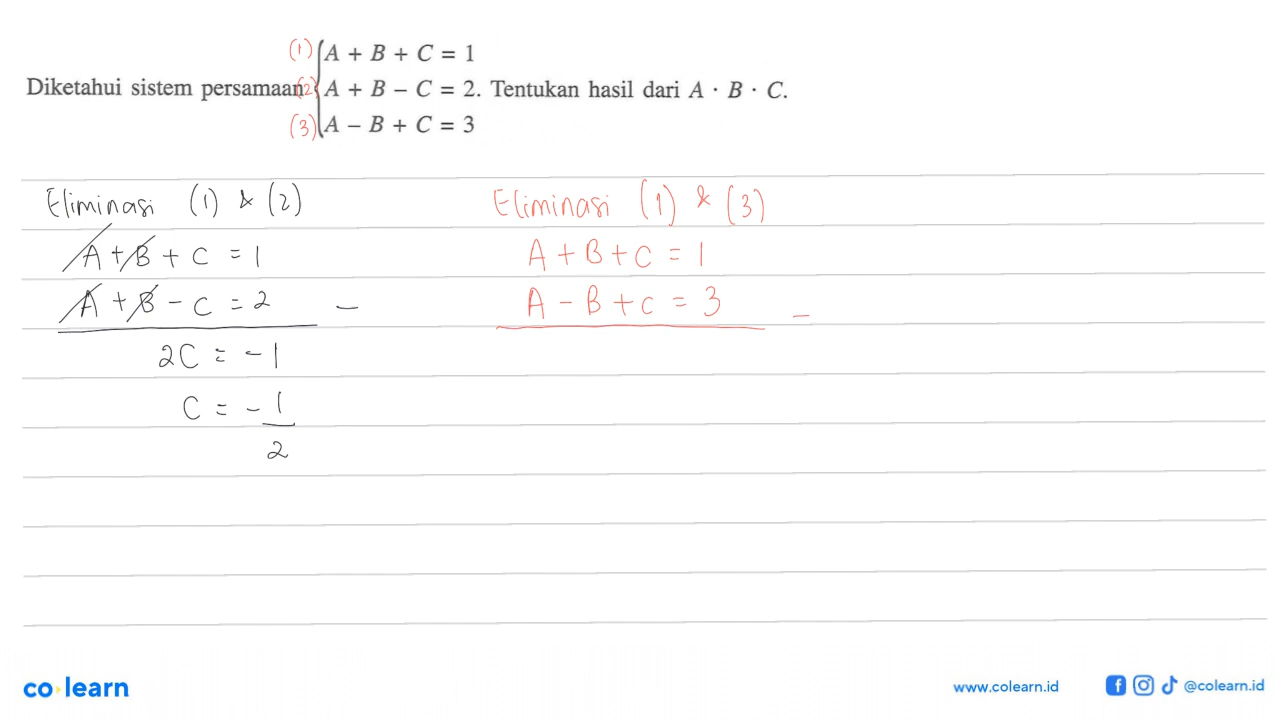 (1) A + B + C = 1
Diketahui sistem persamaan (2) A + B − C = 2. Tentukan hasil dari A · B · C.
(3) A − B + C = 3
Eliminasi (1) & (2)
A + B + C = 1
A + B - C = 2 -
2C = -1
C = -1
2
Eliminasi (1) & (3)
A + B + C = 1
A - B + C = 3 -
co learn
www.colearn.id
@colearn.id